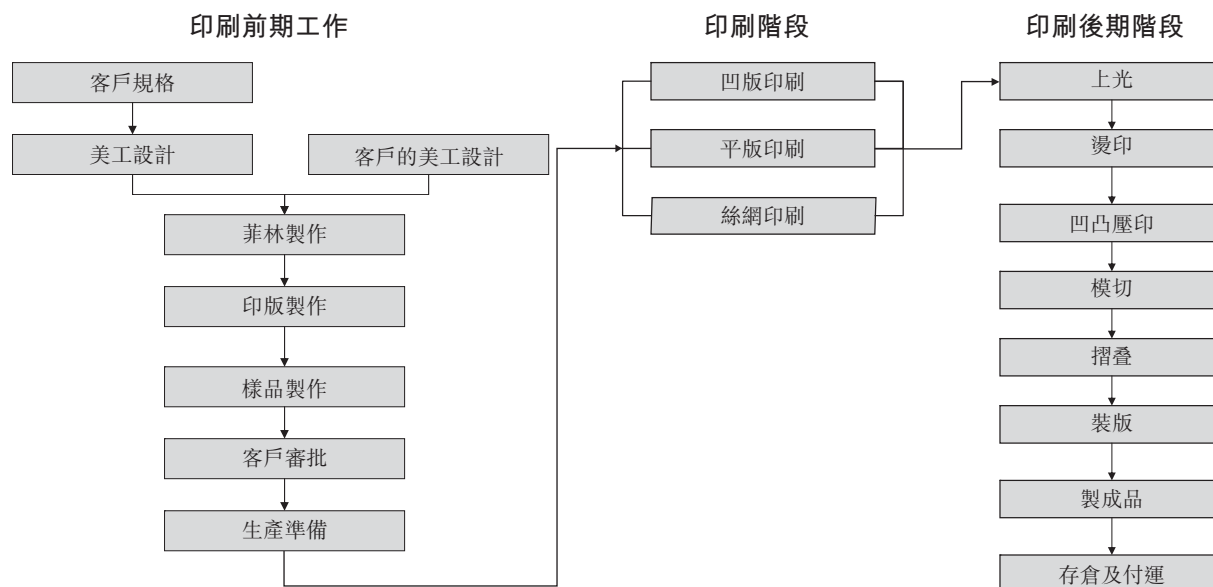 印刷前期工作
客戶規格
美工設計
客戶的美工設計
菲林製作
印版製作
樣品製作
客戶審批
生產準備
印刷階段
凹版印刷
平版印刷
絲網印刷
印刷後期階段
上光
燙印
凹凸壓印
模切
摺叠
裝版
製成品
存倉及付運